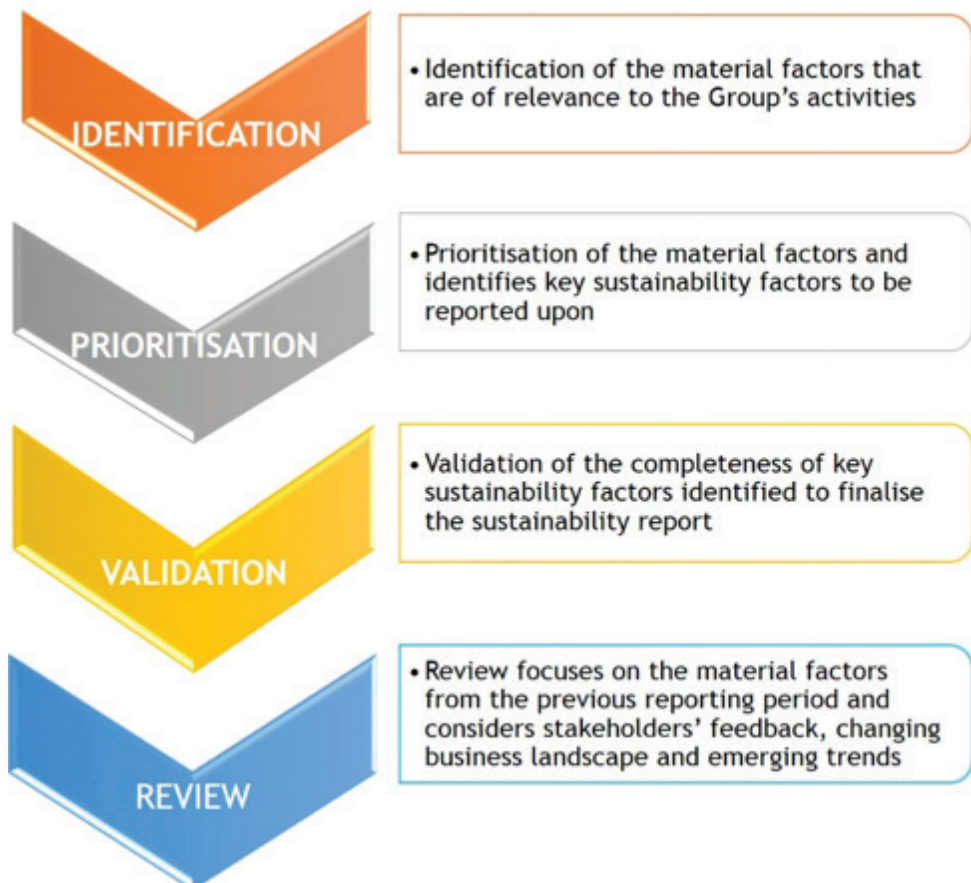 IDENTIFICATION
• Identification of the material factors that
are of relevance to the Group's activities
PRIORITISATION
• Prioritisation of the material factors and
identifies key sustainability factors to be
reported upon
VALIDATION
• Validation of the completeness of key
sustainability factors identified to finalise
the sustainability report
REVIEW
• Review focuses on the material factors
from the previous reporting period and
considers stakeholders' feedback, changing
business landscape and emerging trends